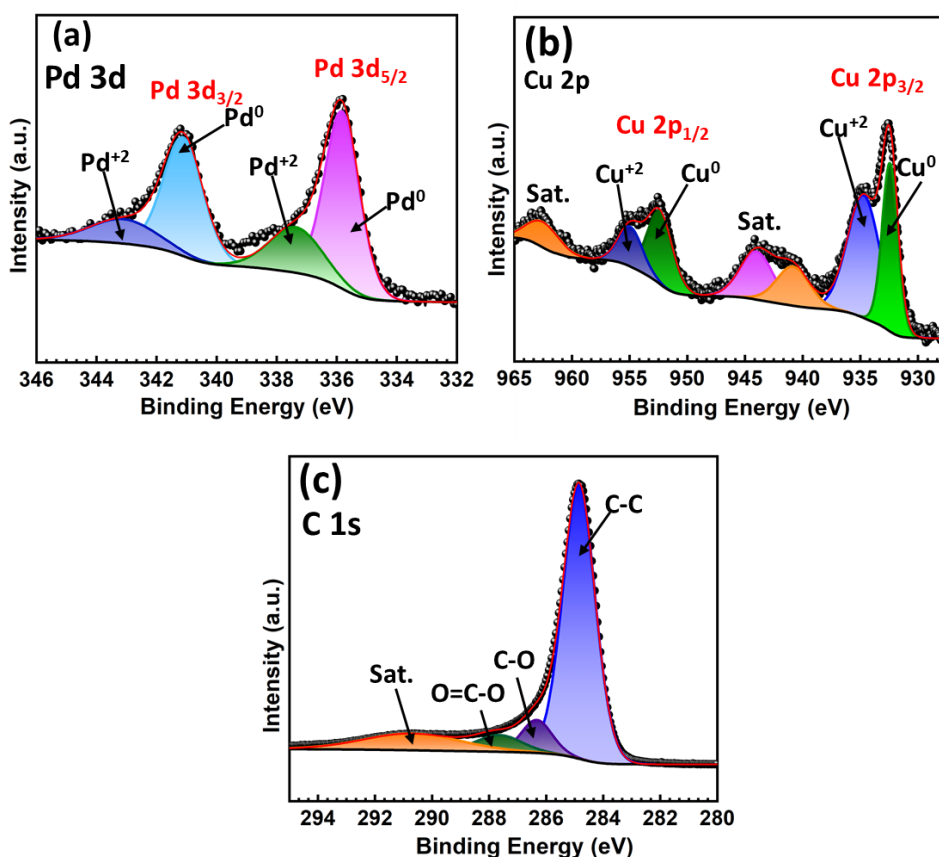 (a)
Pd 3d
Pd 3d3/2
Pd 3d5/2
Pd0
Pd+2
Pd+2
Pd0
Intensity (a.u.)
346 344 342 340 338 336 334 332
Binding Energy (eV)
(b)
Cu 2p
Cu 2p3/2
Cu 2p1/2
Cu+2
Cu0
Sat.
Cu+2
Cu0
Sat.
Intensity (a.u.)
965 960 955 950 945 940 935 930
Binding Energy (eV)
(c)
C 1s
C-C
C-O
Sat.
O=C-O
Intensity (a.u.)
294 292 290 288 286 284 282 280
Binding Energy (eV)